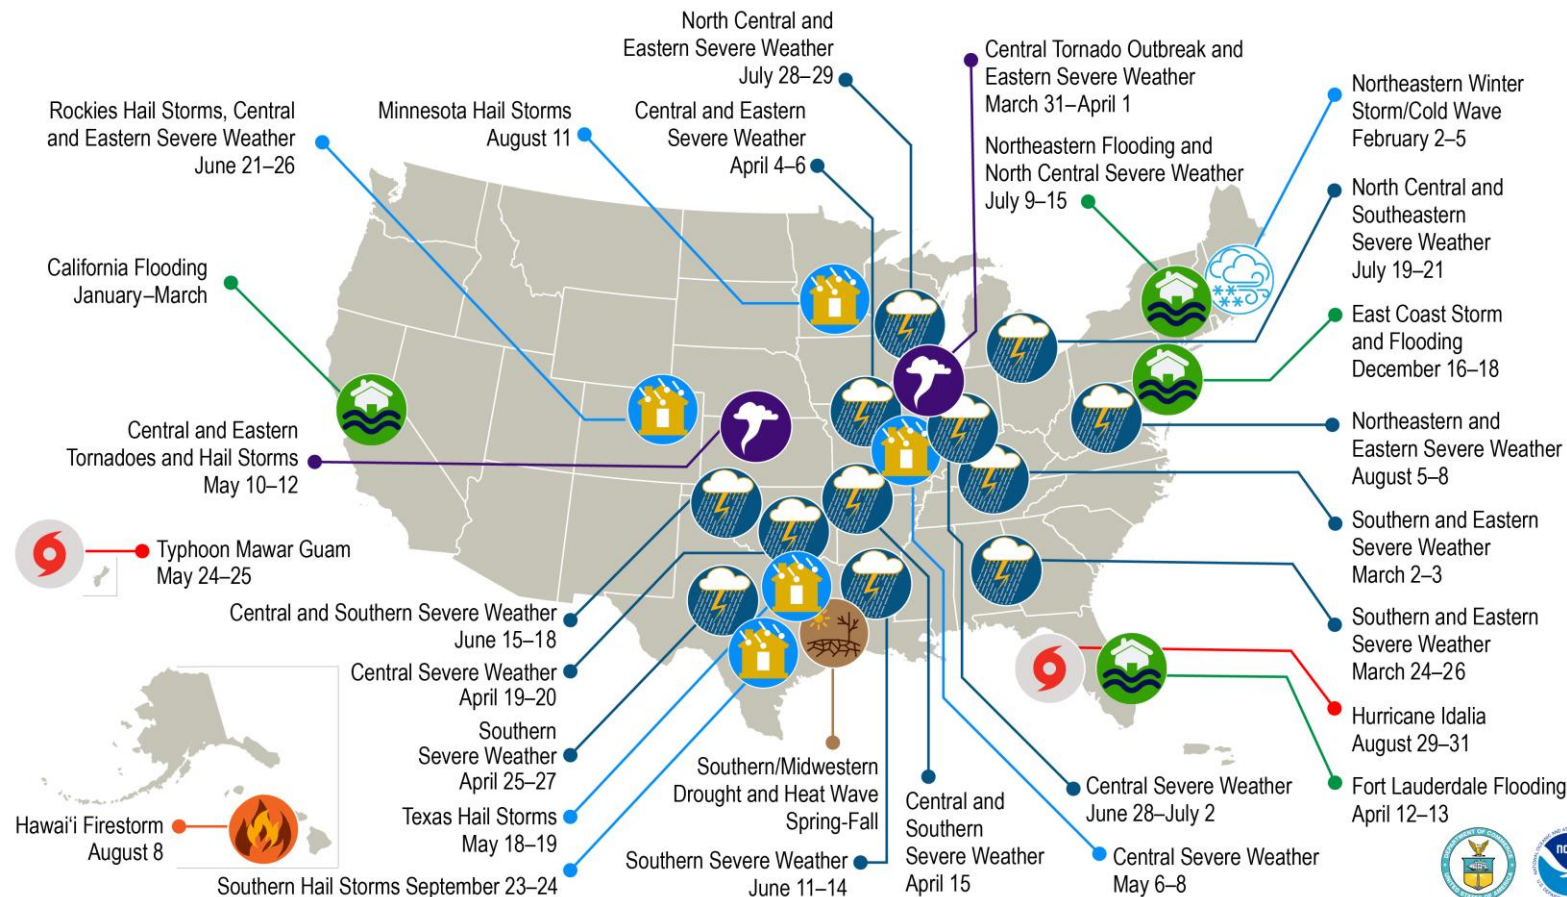 North Central and
Eastern Severe Weather
July 28–29
Central Tornado Outbreak and
Eastern Severe Weather
March 31–April 1
Northeastern Winter
Storm/Cold Wave
February 2–5
Rockies Hail Storms, Central
and Eastern Severe Weather
June 21–26
Minnesota Hail Storms
August 11
Central and Eastern
Severe Weather
April 4–6
Northeastern Flooding and
North Central Severe Weather
July 9–15
North Central and
Southeastern
Severe Weather
July 19–21
California Flooding
January–March
East Coast Storm
and Flooding
December 16–18
Central and Eastern
Tornadoes and Hail Storms
May 10–12
Northeastern and
Eastern Severe Weather
August 5–8
Typhoon Mawar Guam
May 24–25
Southern and Eastern
Severe Weather
March 2–3
Central and Southern Severe Weather
June 15–18
Southern and Eastern
Severe Weather
March 24–26
Central Severe Weather
April 19–20
Hurricane Idalia
August 29–31
Southern
Severe Weather
April 25–27
Southern/Midwestern
Drought and Heat Wave
Spring-Fall
Central and
Southern
Severe Weather
April 15
Central Severe Weather
June 28–July 2
Fort Lauderdale Flooding
April 12–13
Texas Hail Storms
May 18–19
Hawai‘i Firestorm
August 8
Southern Severe Weather
June 11–14
Central Severe Weather
May 6–8
Southern Hail Storms September 23–24
DEPARTMENT OF COMMERCE
UNITED STATES OF AMERICA